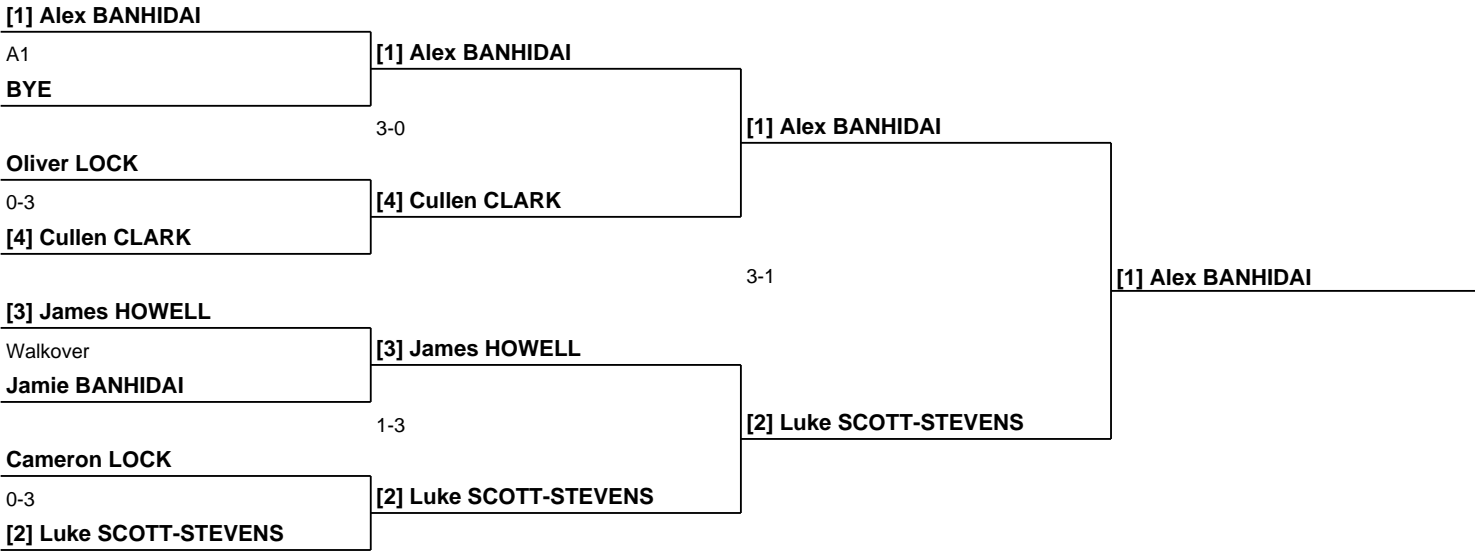 [1] Alex BANHIDAI
A1
BYE
Oliver LOCK
0-3
[4] Cullen CLARK
[3] James HOWELL
Walkover
Jamie BANHIDAI
Cameron LOCK
0-3
[2] Luke SCOTT-STEVENS
[1] Alex BANHIDAI
3-0
[4] Cullen CLARK
[3] James HOWELL
1-3
[2] Luke SCOTT-STEVENS
[1] Alex BANHIDAI
3-1
[2] Luke SCOTT-STEVENS
[1] Alex BANHIDAI